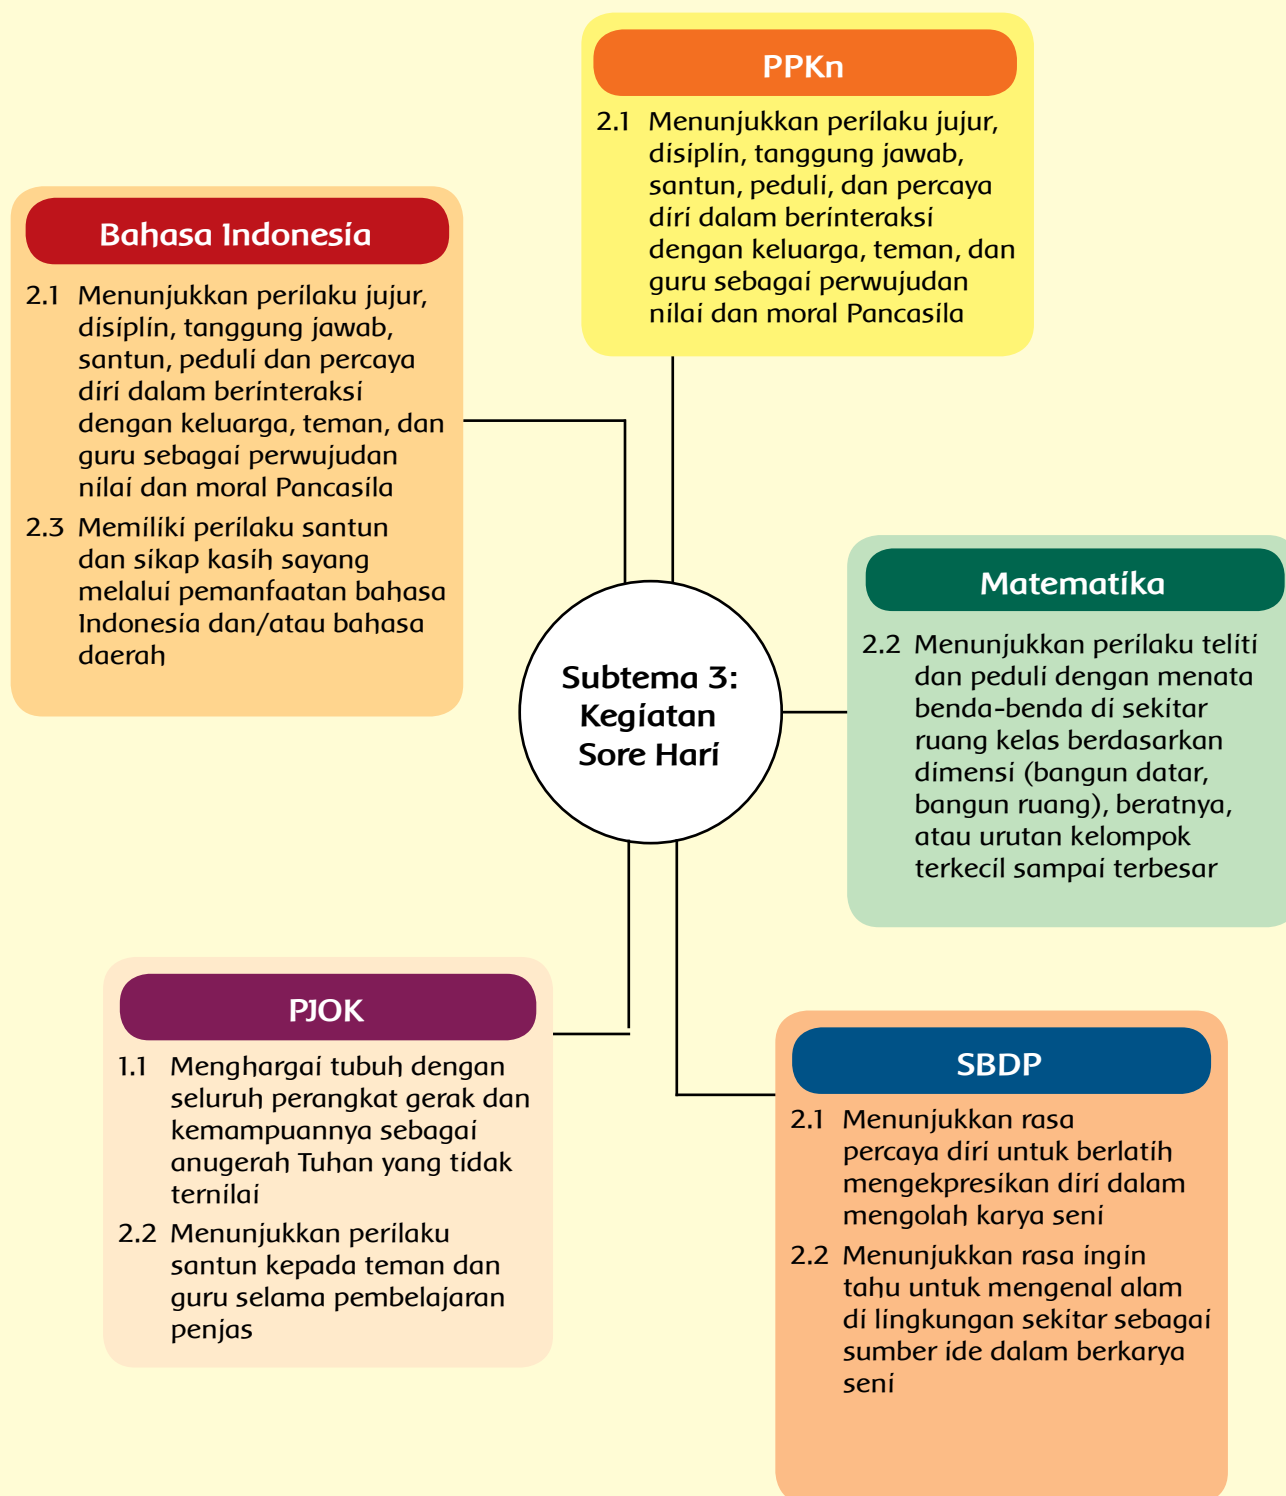 PPKn
2.1 Menunjukkan perilaku jujur,
disiplin, tanggung jawab,
santun, peduli, dan percaya
diri dalam berinteraksi
dengan keluarga, teman, dan
guru sebagai perwujudan
nilai dan moral Pancasila
Bahasa Indonesia
2.1 Menunjukkan perilaku jujur,
disiplin, tanggung jawab,
santun, peduli dan percaya
diri dalam berinteraksi
dengan keluarga, teman, dan
guru sebagai perwujudan
nilai dan moral Pancasila
2.3 Memiliki perilaku santun
dan sikap kasih sayang
melalui pemanfaatan bahasa
Indonesia dan/atau bahasa
daerah
Subtema 3:
Kegiatan
Sore Hari
Matematika
2.2 Menunjukkan perilaku teliti
dan peduli dengan menata
benda-benda di sekitar
ruang kelas berdasarkan
dimensi (bangun datar,
bangun ruang), beratnya,
atau urutan kelompok
terkecil sampai terbesar
PJOK
1.1 Menghargai tubuh dengan
seluruh perangkat gerak dan
kemampuannya sebagai
anugerah Tuhan yang tidak
ternilai
2.2 Menunjukkan perilaku
santun kepada teman dan
guru selama pembelajaran
penjas
SBDP
2.1 Menunjukkan rasa
percaya diri untuk berlatih
mengekpresikan diri dalam
mengolah karya seni
2.2 Menunjukkan rasa ingin
tahu untuk mengenal alam
di lingkungan sekitar sebagai
sumber ide dalam berkarya
seni